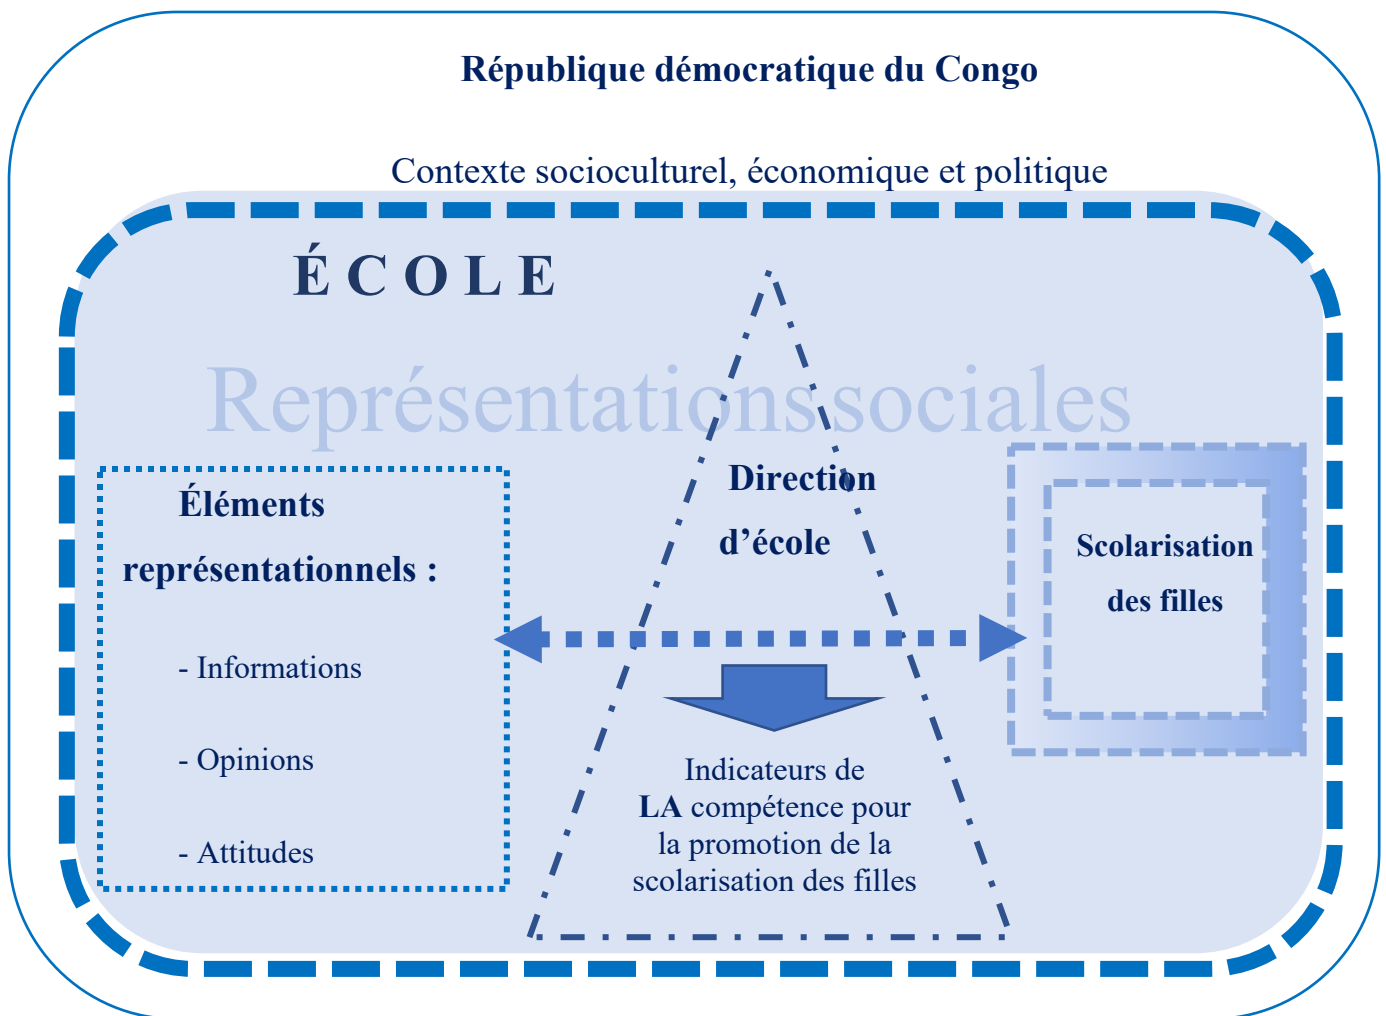 République démocratique du Congo
Contexte socioculturel, économique et politique
É C O L E
Représentations sociales
Éléments
représentationnels :
- Informations
- Opinions
- Attitudes
Direction
d’école
Indicateurs de
LA compétence pour
la promotion de la
scolarisation des filles
Scolarisation
des filles